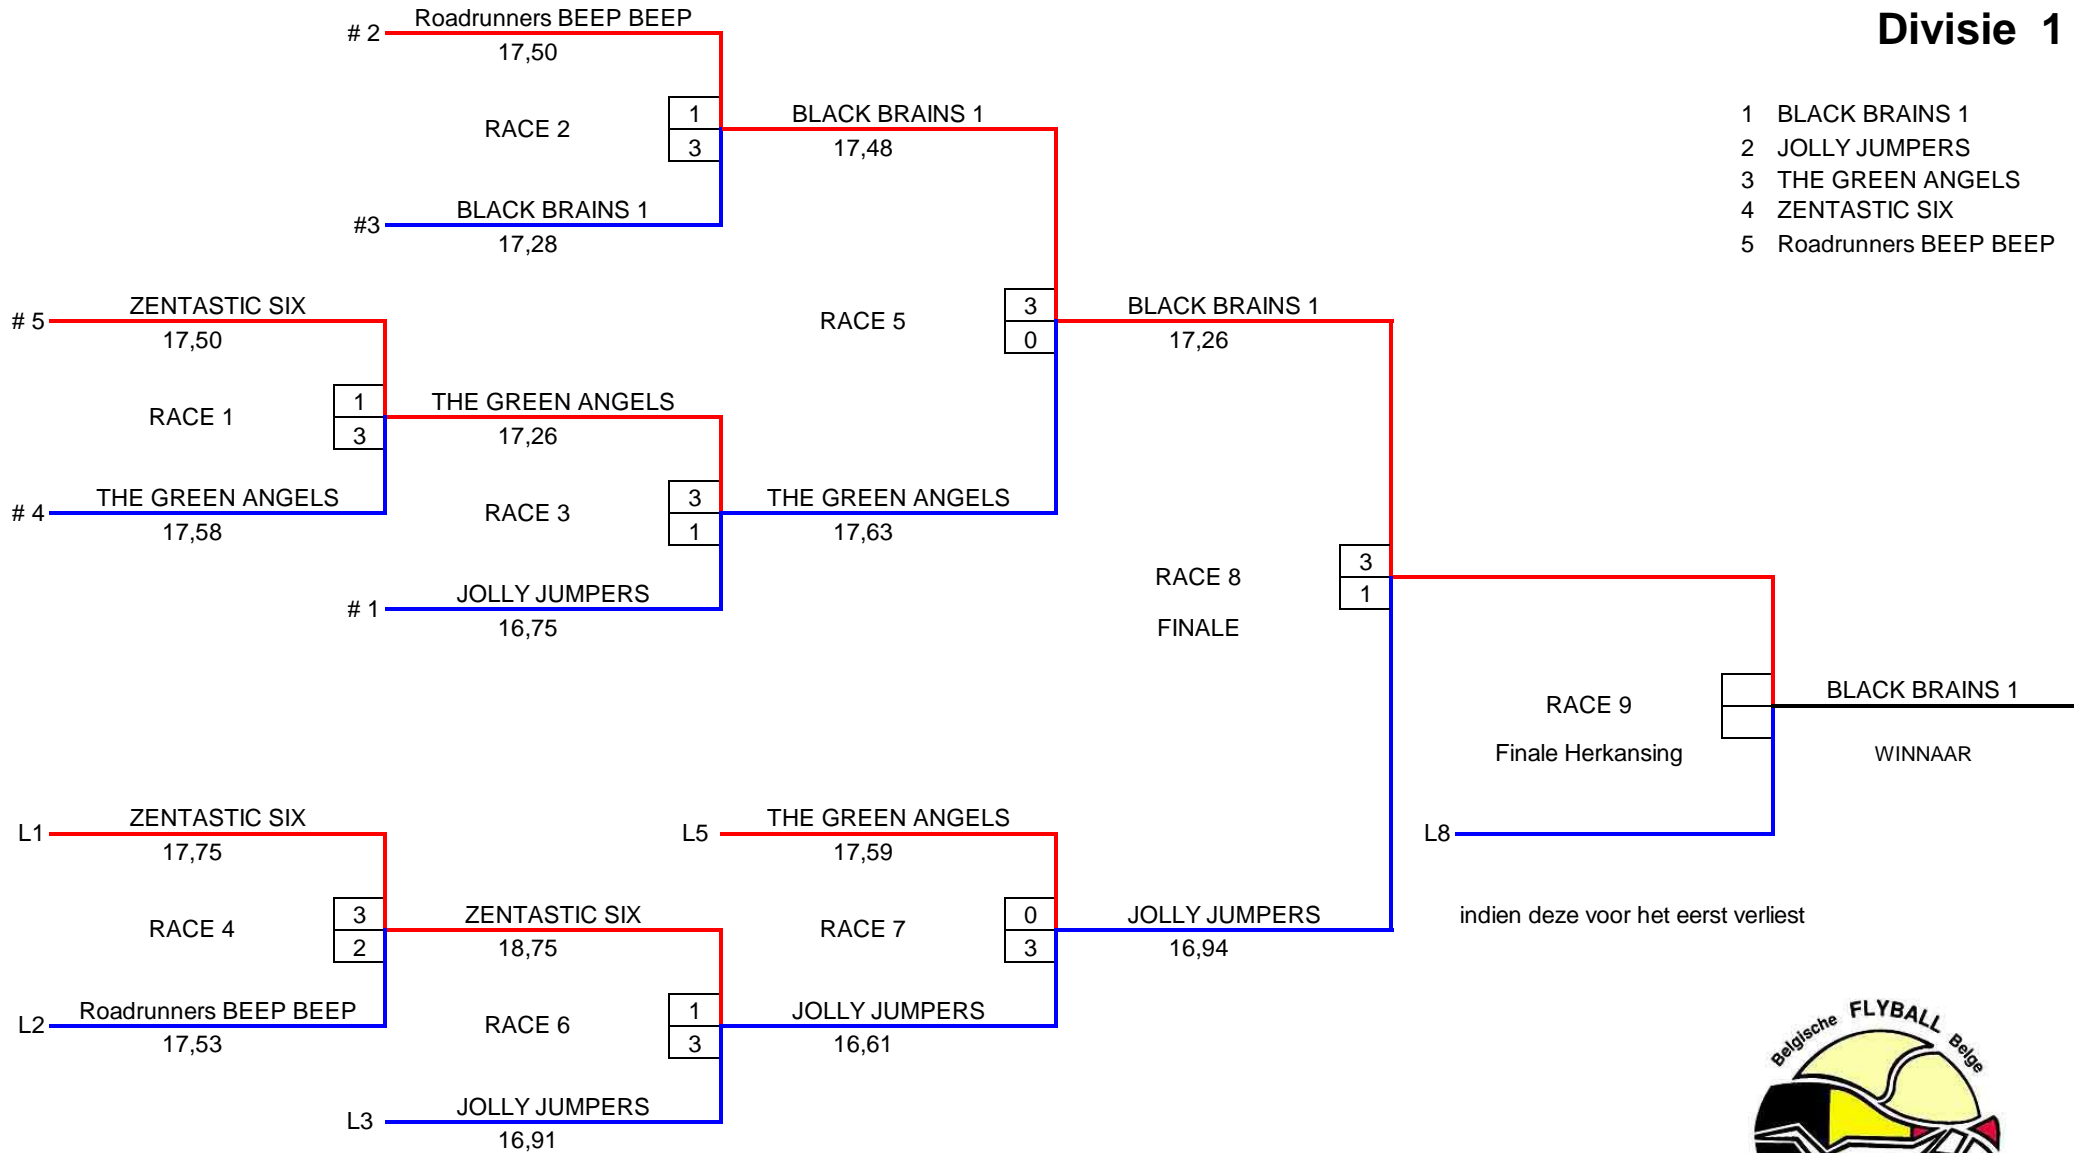 Divisie 1
1 BLACK BRAINS 1
2 JOLLY JUMPERS
3 THE GREEN ANGELS
4 ZENTASTIC SIX
5 Roadrunners BEEP BEEP
# 2 Roadrunners BEEP BEEP
17,50
RACE 2
1
3
#3 BLACK BRAINS 1
17,28
BLACK BRAINS 1
17,48
# 5 ZENTASTIC SIX
17,50
RACE 1
1
3
# 4 THE GREEN ANGELS
17,58
THE GREEN ANGELS
17,26
RACE 3
3
1
# 1 JOLLY JUMPERS
16,75
RACE 5
3
0
THE GREEN ANGELS
17,63
BLACK BRAINS 1
17,26
RACE 8
FINALE
3
1
RACE 9
Finale Herkansing
BLACK BRAINS 1
WINNAAR
L8
indien deze voor het eerst verliest
L1 ZENTASTIC SIX
17,75
RACE 4
3
2
L2 Roadrunners BEEP BEEP
17,53
ZENTASTIC SIX
18,75
RACE 6
1
3
L3 JOLLY JUMPERS
16,91
L5 THE GREEN ANGELS
17,59
RACE 7
0
3
JOLLY JUMPERS
16,61
JOLLY JUMPERS
16,94
Belgische FLYBALL Belge